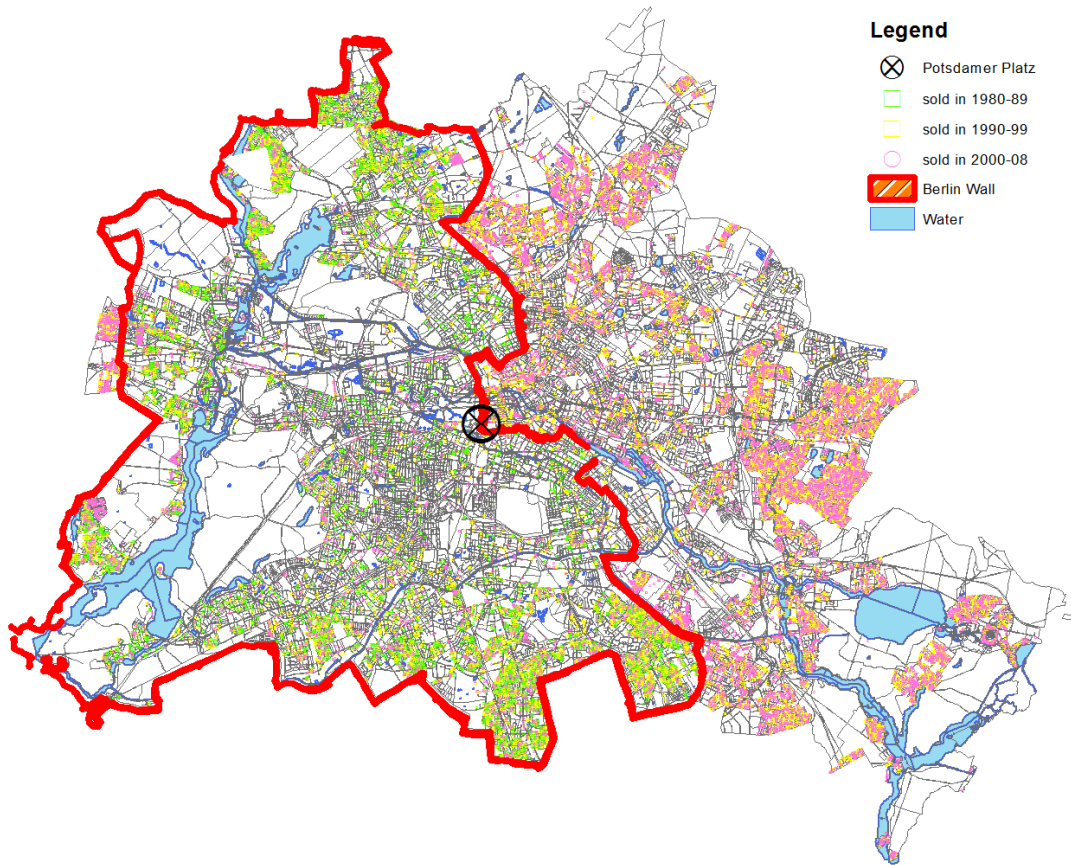 Legend
Potsdamer Platz
sold in 1980-89
sold in 1990-99
sold in 2000-08
Berlin Wall
Water